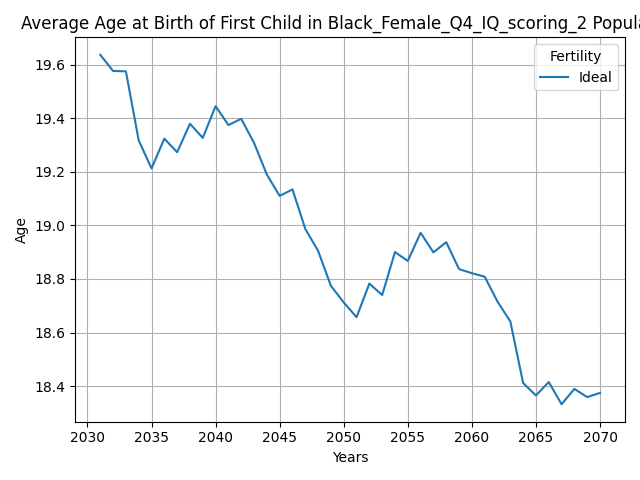 Average Age at Birth of First Child in Black_Female_Q4_IQ_scoring_2 Popula
Fertility
Ideal
19.6
19.4
19.2
19.0
18.8
18.6
18.4
Age
2030 2035 2040 2045 2050 2055 2060 2065 2070
Years